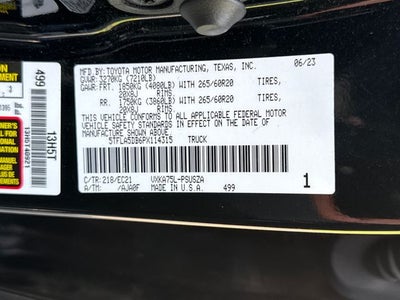 MFD.BY: TOYOTA MOTOR MANUFACTURING, TEXAS, INC. 06/23
GVWR: 3270KG (7210LB)
GAWR:FRT. 1850KG (4080LB) WITH 265/60R20 TIRES,
20X8J RIMS
RR. 1750KG (3860LB) WITH 265/60R20 TIRES,
20X8J RIMS
THIS VEHICLE CONFORMS TO ALL APPLICABLE FEDERAL MOTOR
VEHICLE SAFETY STANDARDS IN EFFECT ON THE DATE OF
MANUFACTURE SHOWN ABOVE.
5TFLA5DB6PX114315 TRUCK
C/TR:218/EC21 VXKA75L-PSUSZA
A/TM: /AJA0F MADE IN U.S.A. 499 1
499
13H5T